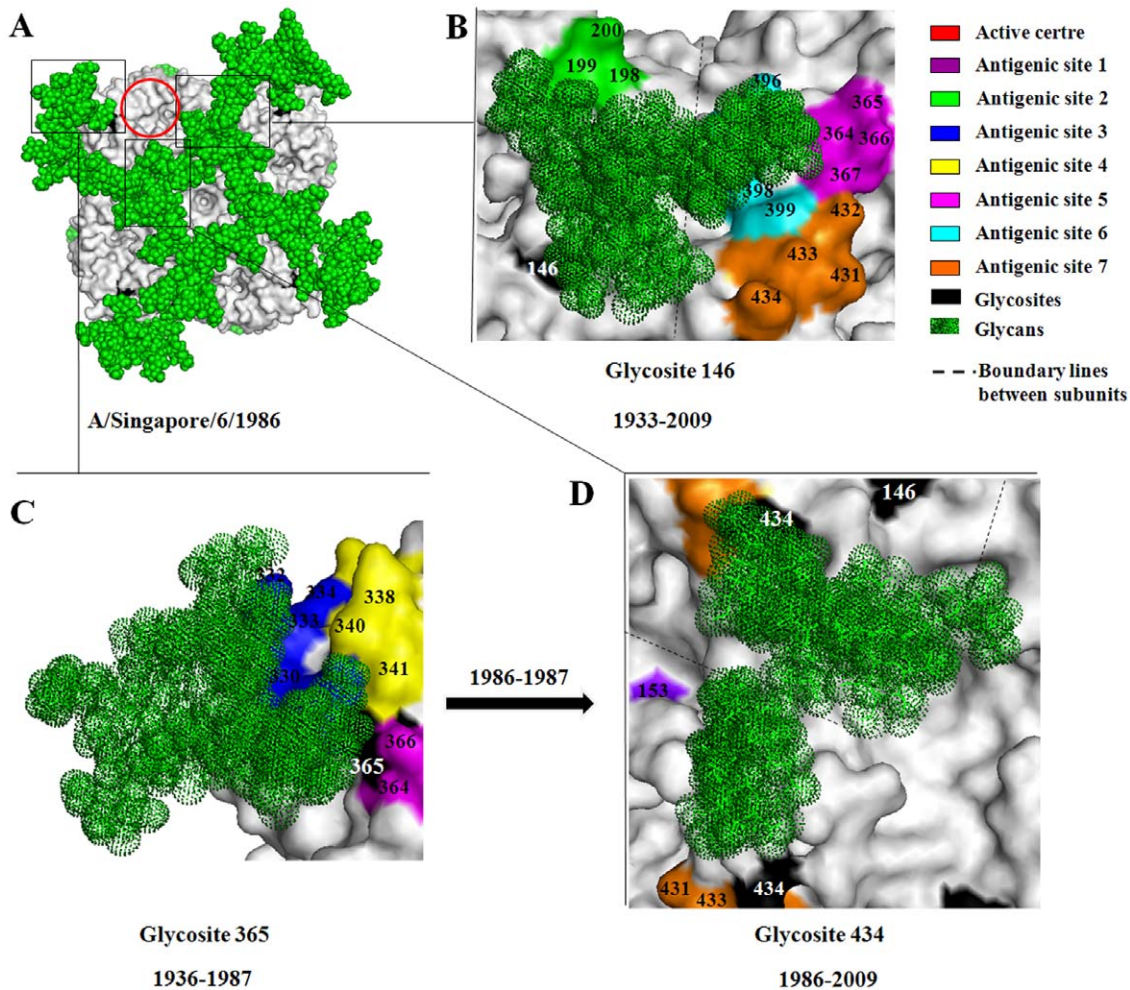 A
B
200
199
198
396
365
364
366
367
398
399
432
433
431
434
146
Active centre
Antigenic site 1
Antigenic site 2
Antigenic site 3
Antigenic site 4
Antigenic site 5
Antigenic site 6
Antigenic site 7
Glycosites
Glycans
Boundary lines
between subunits
A/Singapore/6/1986
Glycosite 146
1933-2009
C
334
338
333
340
341
330
366
365
364
1986-1987
D
146
434
153
434
431
433
Glycosite 365
1936-1987
Glycosite 434
1986-2009